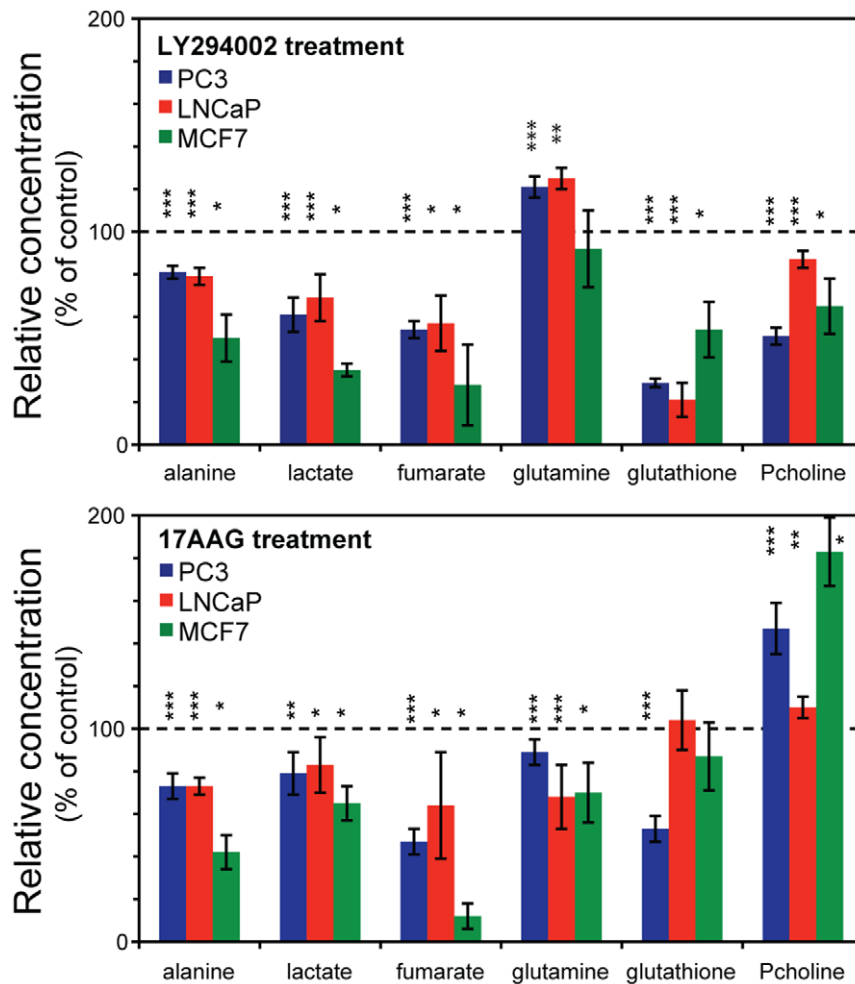 200
LY294002 treatment
PC3
LNCaP
MCF7
*** ** 
*** *** * *** *** * *** * * *** *** * *** *** *
100
0
Relative concentration
(% of control)
alanine lactate fumarate glutamine glutathione Pcholine
200
17AAG treatment
PC3
LNCaP
MCF7
*** ** *
*** *** * ** * * *** * * *** *** * ***
100
0
Relative concentration
(% of control)
alanine lactate fumarate glutamine glutathione Pcholine